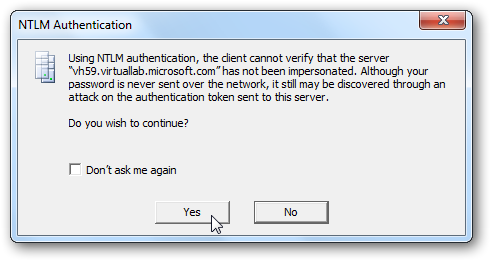 NTLM Authentication
Using NTLM authentication, the client cannot verify that the server
"vh59.virtuallab.microsoft.com" has not been impersonated. Although your
password is never sent over the network, it still may be discovered through an
attack on the authentication token sent to this server.
Do you wish to continue?
Don't ask me again
Yes No